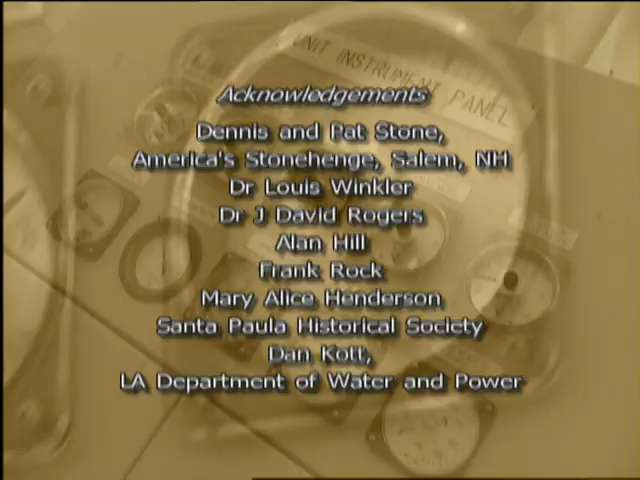 UNIT INSTRUMENT PANEL
Acknowledgements
Dennis and Pat Stone,
America's Stonehenge, Salem, NH
Dr Louis Winkler
Dr J David Rogers
Alan Hill
Frank Rock
Mary Alice Henderson
Santa Paula Historical Society
Dan Kott,
LA Department of Water and Power